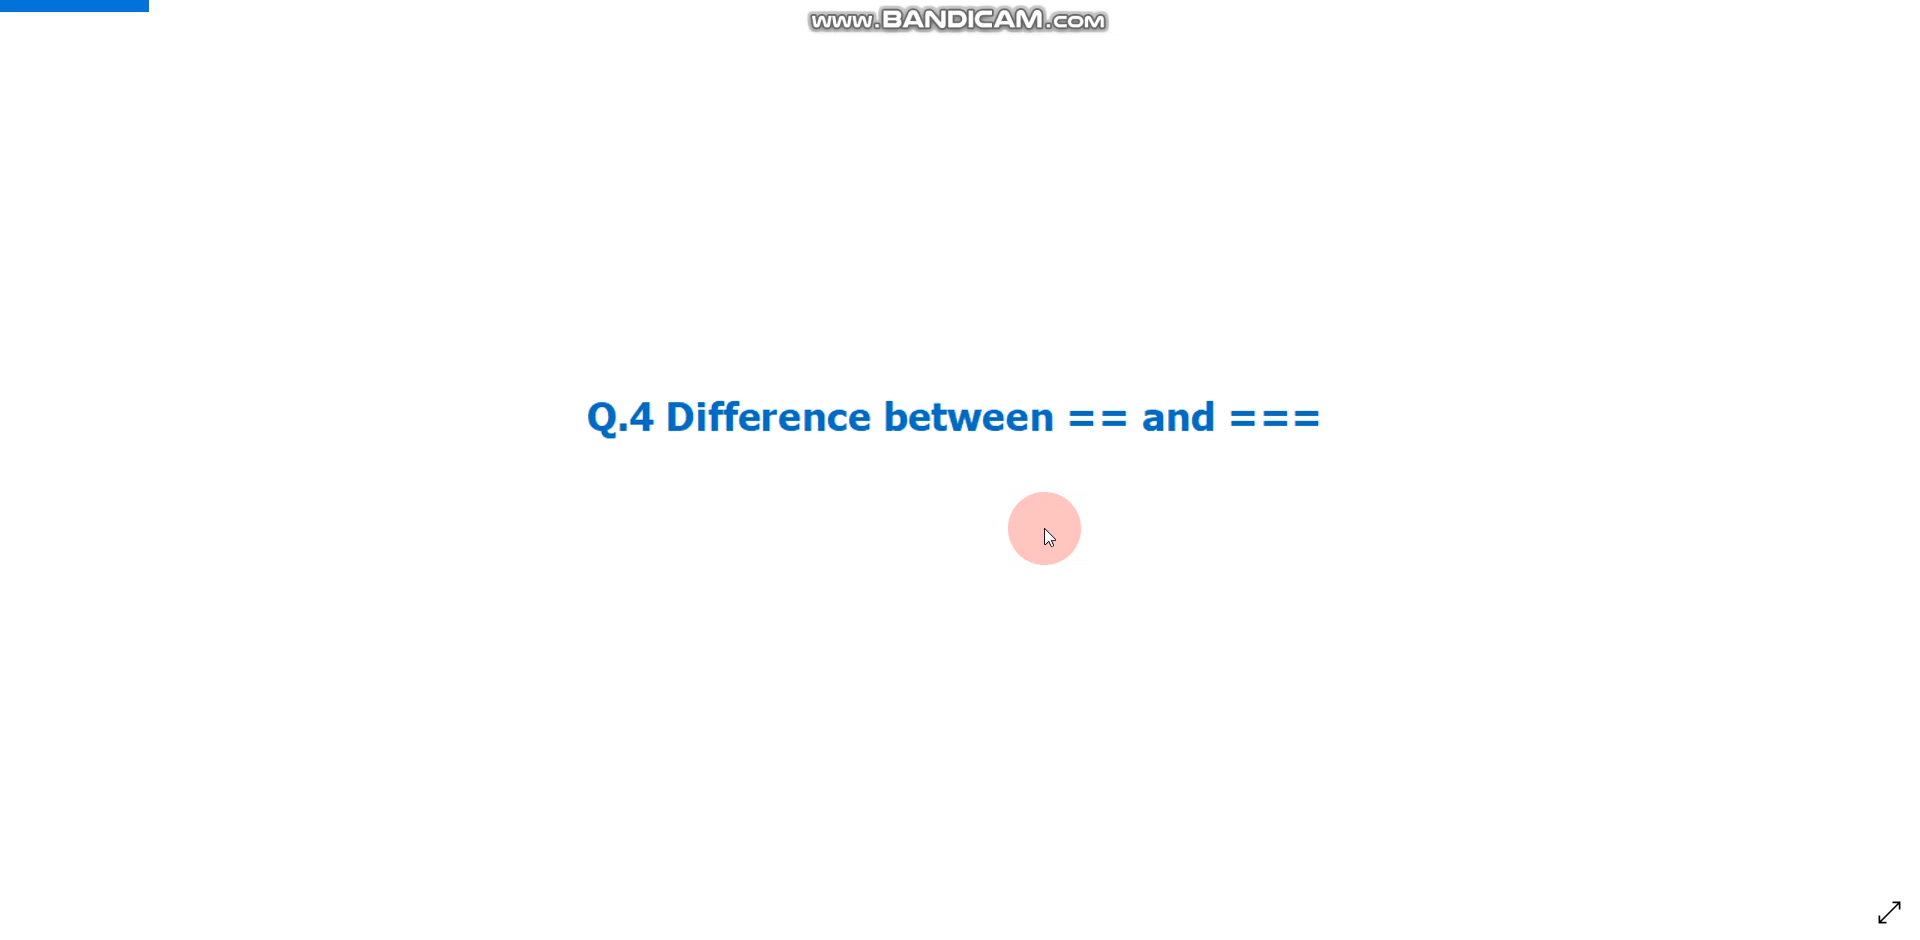 www.BANDICAM.COM
Q.4 Difference between == and ===